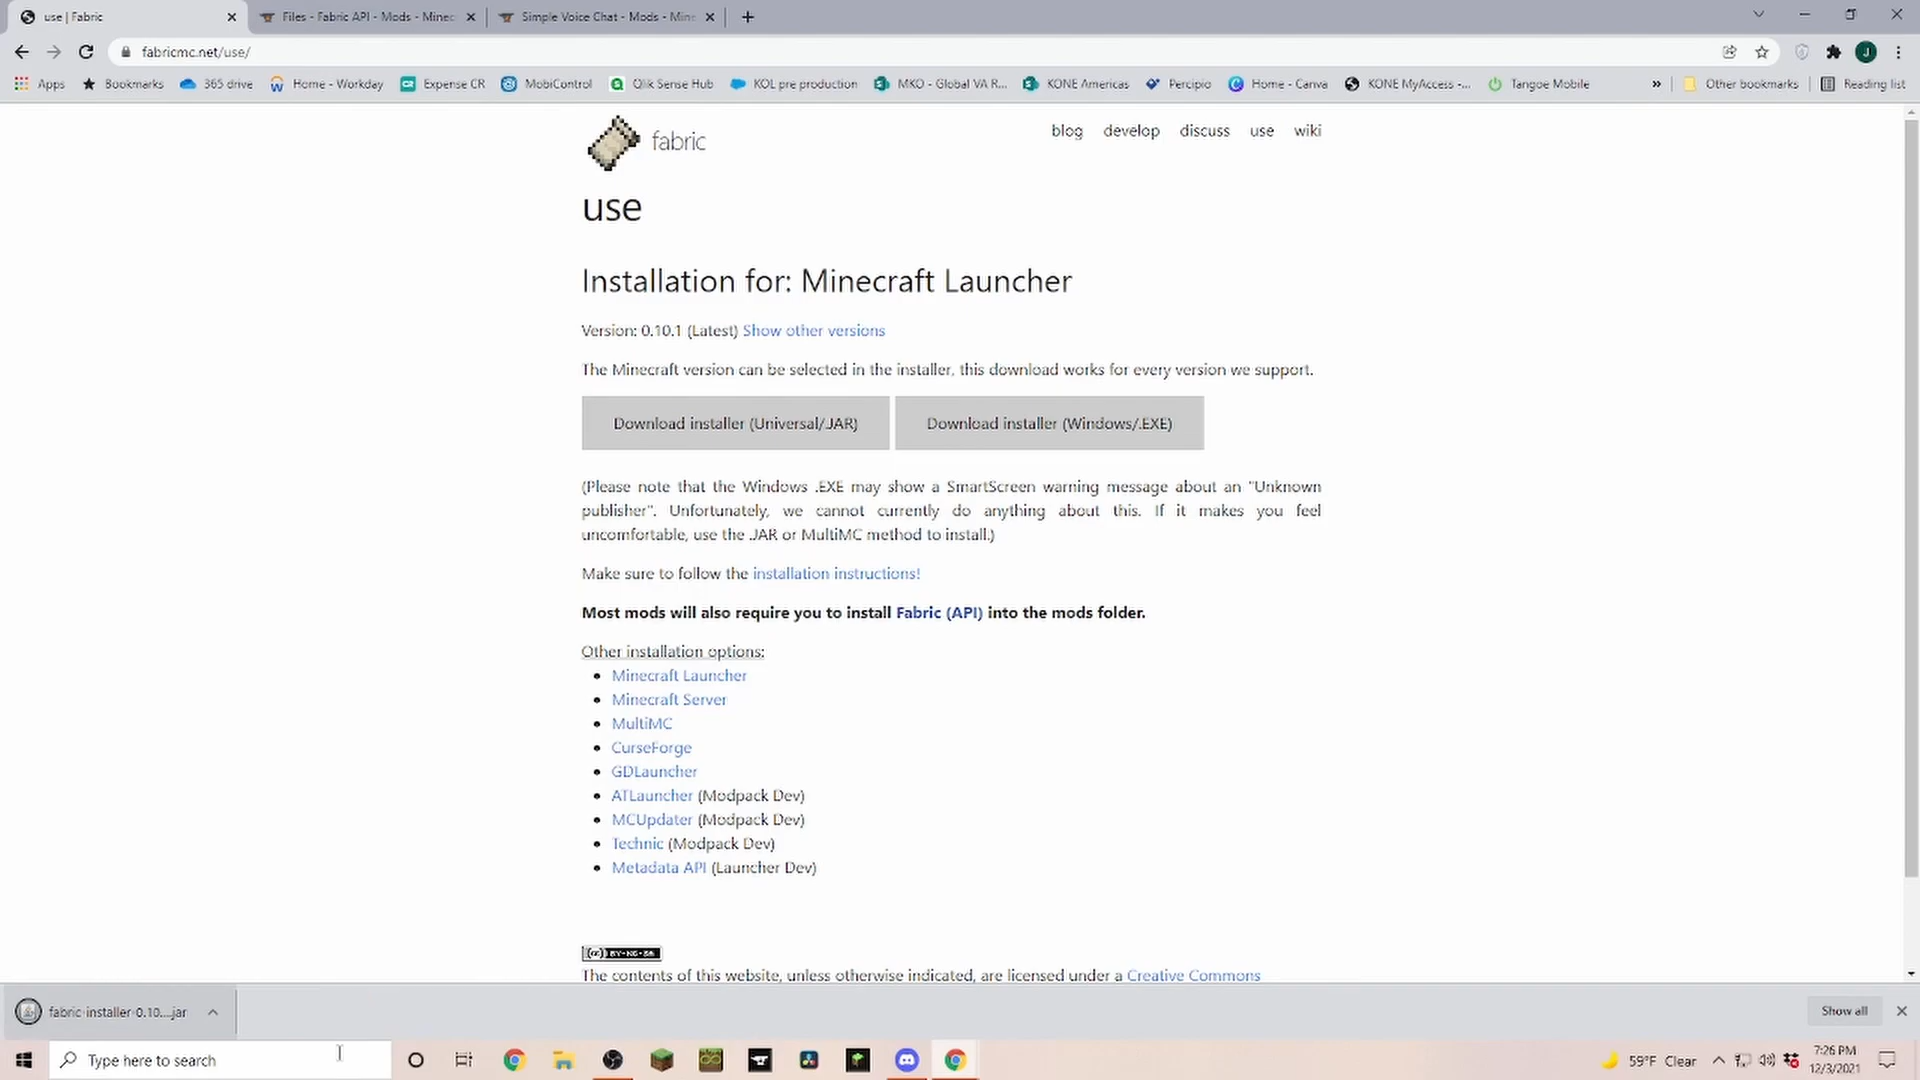 use | Fabric
Files - Fabric API - Mods - Minec
Simple Voice Chat - Mods - Mine
fabricmc.net/use/
J
Apps
Bookmarks
365 drive
Home - Workday
Expense CR
MobiControl
Qlik Sense Hub
KOL pre production
MKO - Global VA R...
KONE Americas
Percipio
Home - Canva
KONE MyAccess -...
Tangoe Mobile
»
Other bookmarks
Reading list
fabric
blog develop discuss use wiki
use
Installation for: Minecraft Launcher
Version: 0.10.1 (Latest) Show other versions
The Minecraft version can be selected in the installer, this download works for every version we support.
Download installer (Universal/.JAR)
Download installer (Windows/.EXE)
(Please note that the Windows .EXE may show a SmartScreen warning message about an "Unknown
publisher". Unfortunately, we cannot currently do anything about this. If it makes you feel
uncomfortable, use the .JAR or MultiMC method to install.)
Make sure to follow the installation instructions!
Most mods will also require you to install Fabric (API) into the mods folder.
Other installation options:
• Minecraft Launcher
• Minecraft Server
• MultiMC
• CurseForge
• GDLauncher
• ATLauncher (Modpack Dev)
• MCUpdater (Modpack Dev)
• Technic (Modpack Dev)
• Metadata API (Launcher Dev)
(cc) BY-NC-SA
The contents of this website, unless otherwise indicated, are licensed under a Creative Commons
fabric-installer-0.10....jar
Show all
Type here to search
59°F Clear
7:26 PM
12/3/2021